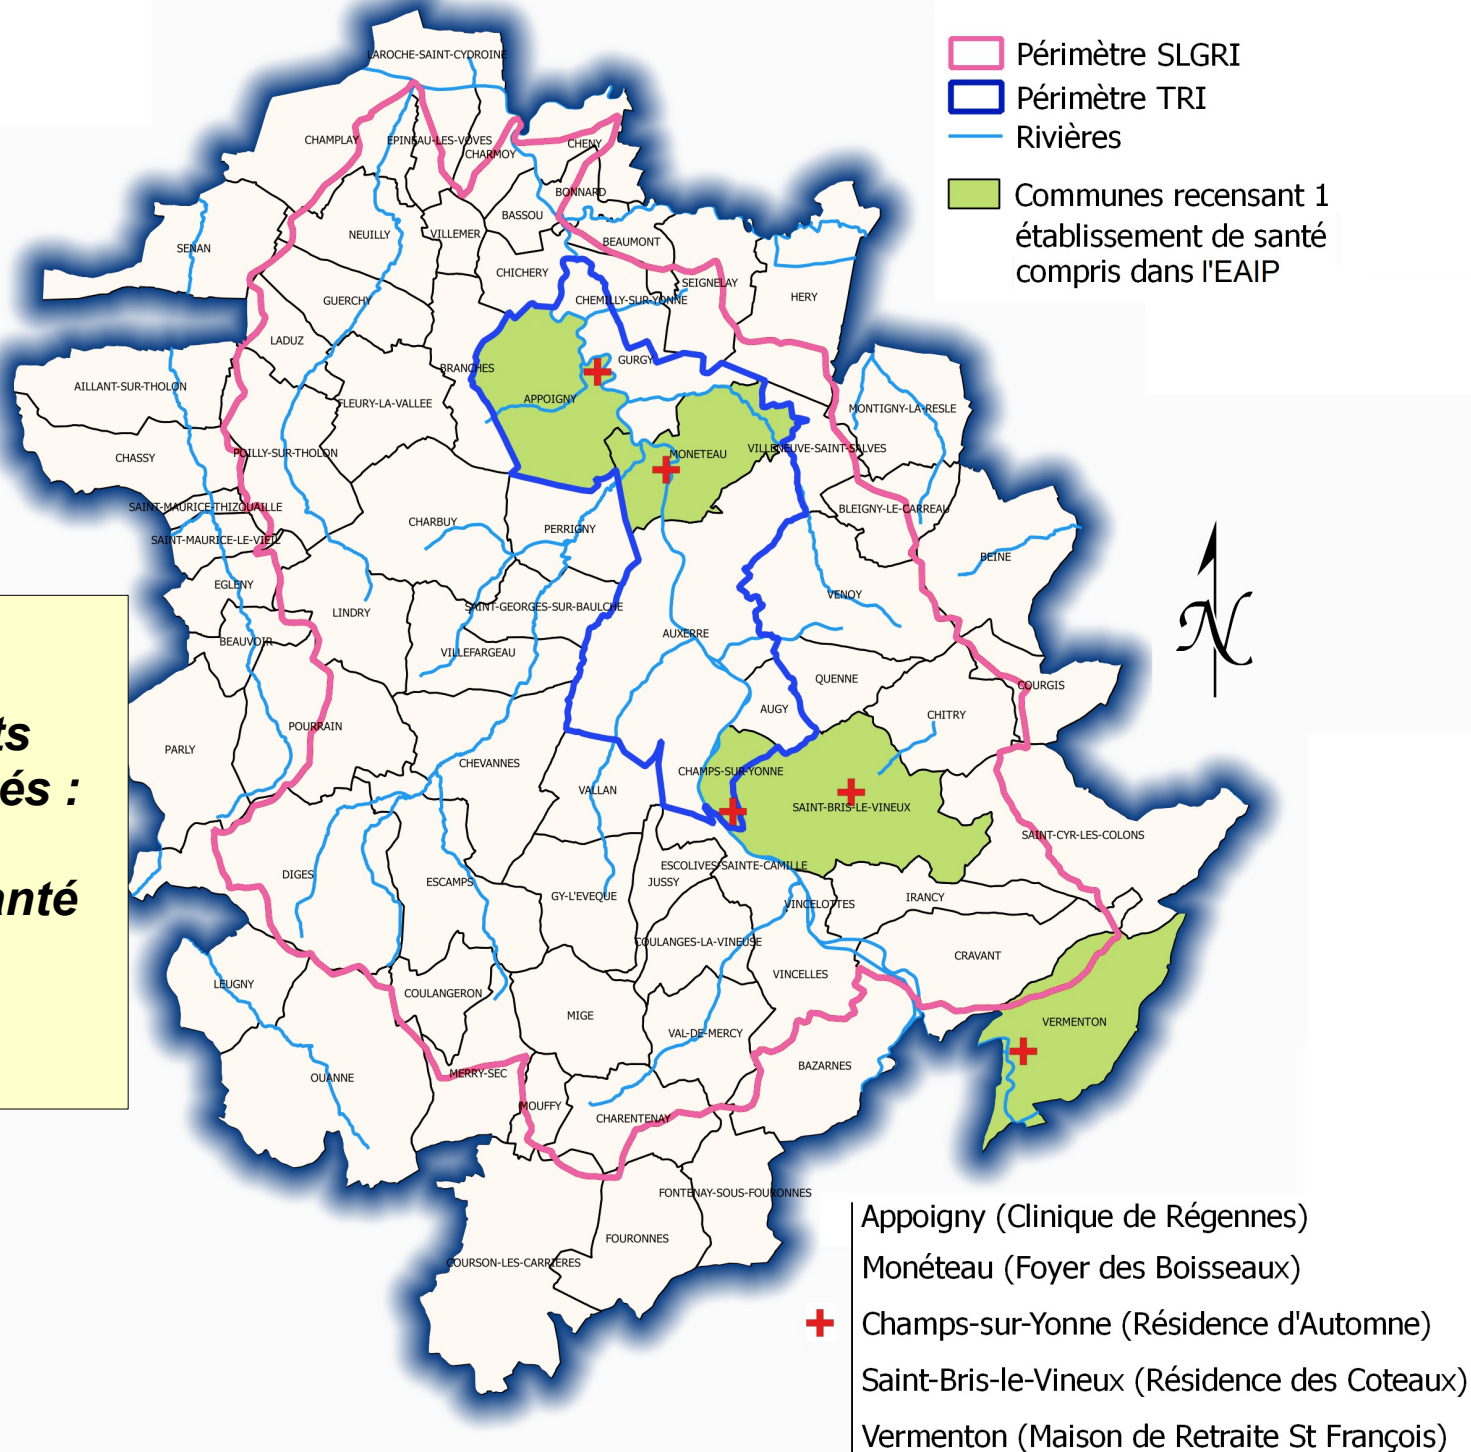 Périmètre SLGRI
Périmètre TRI
Rivières
Communes recensant 1
établissement de santé
compris dans l'EAIP
LAROCHE-SAINT-CYDROINE
CHAMPLAY
EPINEAU-LES-VOVES
CHARMOY
CHENY
BONNARD
BASSOU
SENAN
NEUILLY
VILLEMER
BEAUMONT
CHICHERY
SEIGNELAY
GUERCHY
CHEMILLY-SUR-YONNE
HERY
LADUZ
GURGY
BRANCHES
AILLANT-SUR-THOLON
APPOIGNY
FLEURY-LA-VALLEE
MONTIGNY-LA-RESLE
CHASSY
POILLY-SUR-THOLON
MONETEAU
VILLENEUVE-SAINT-SALVES
SAINT-MAURICE-THIZOUAILLE
BLEIGNY-LE-CARREAU
CHARBUY
PERRIGNY
SAINT-MAURICE-LE-VIEIL
BEINE
EGLENY
VENOY
LINDRY
SAINT-GEORGES-SUR-BAULCHE
AUXERRE
BEAUVOIR
VILLEFARGEAU
QUENNE
COURGIS
AUGY
CHITRY
POURRAIN
PARLY
CHEVANNES
CHAMPS-SUR-YONNE
VALLAN
SAINT-BRIS-LE-VINEUX
SAINT-CYR-LES-COLONS
ESCOLIVES-SAINTE-CAMILLE
DIGES
ESCAMPS
JUSSY
GY-L'EVEQUE
IRANCY
VINCELOTTES
COULANGES-LA-VINEUSE
CRAVANT
VINCELLES
LEUGNY
COULANGERON
MIGE
VERMENTON
VAL-DE-MERCY
BAZARNES
OUANNE
MERRY-SEC
MOUFFY
CHARENTENAY
FONTENAY-SOUS-FOURONNES
FOURONNES
COURSON-LES-CARRIERES
ts
és :
anté
N
Appoigny (Clinique de Régennes)
Monéteau (Foyer des Boisseaux)
Champs-sur-Yonne (Résidence d'Automne)
Saint-Bris-le-Vineux (Résidence des Coteaux)
Vermenton (Maison de Retraite St François)